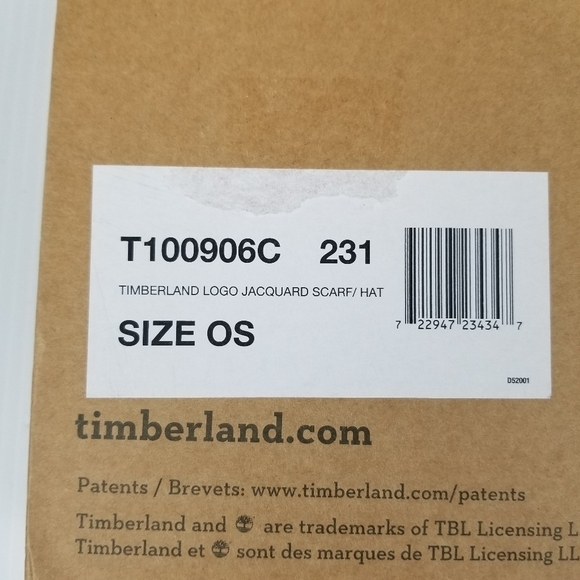 T100906C 231
TIMBERLAND LOGO JACQUARD SCARF/ HAT
SIZE OS
7 22947 23434 7
D52001
timberland.com
Patents / Brevets: www.timberland.com/patents
Timberland and are trademarks of TBL Licensing L
Timberland et sont des marques de TBL Licensing LL